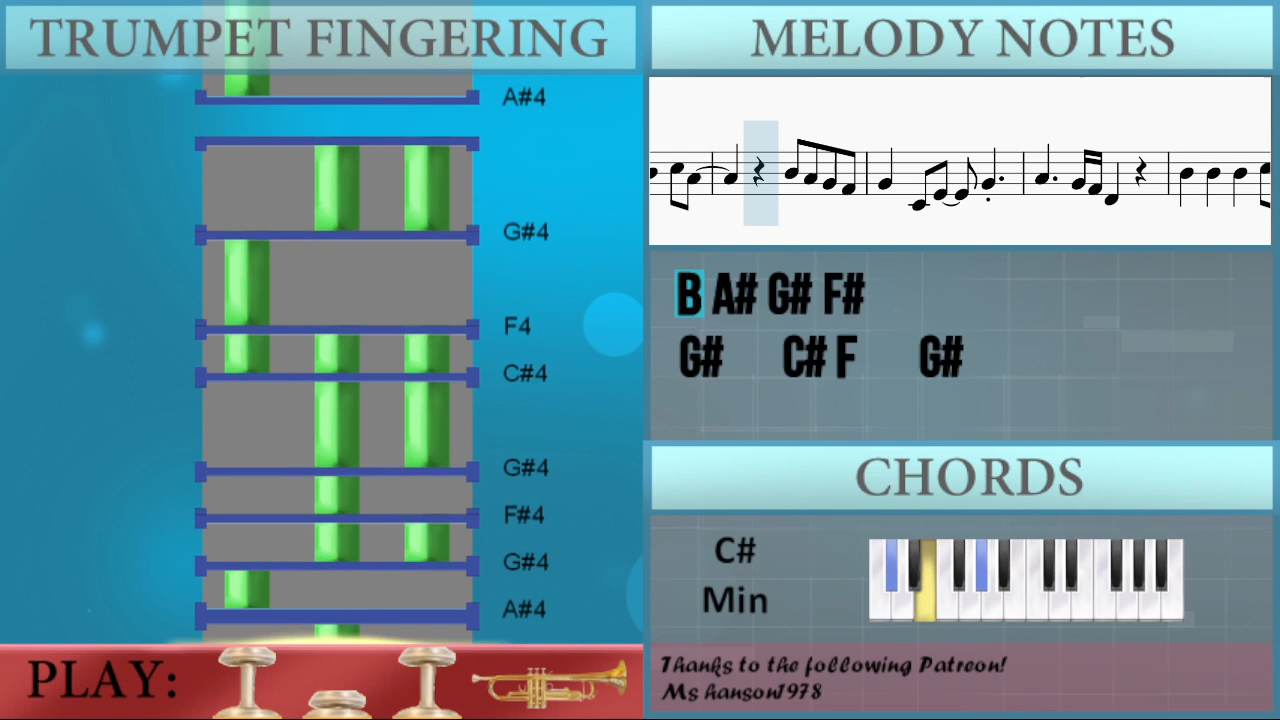 TRUMPET FINGERING
A#4
G#4
F4
C#4
G#4
F#4
G#4
A#4
PLAY:
MELODY NOTES
B A# G# F#
G# C# F G#
CHORDS
C#
Min
Thanks to the following Patreon!
Ms hanson1978